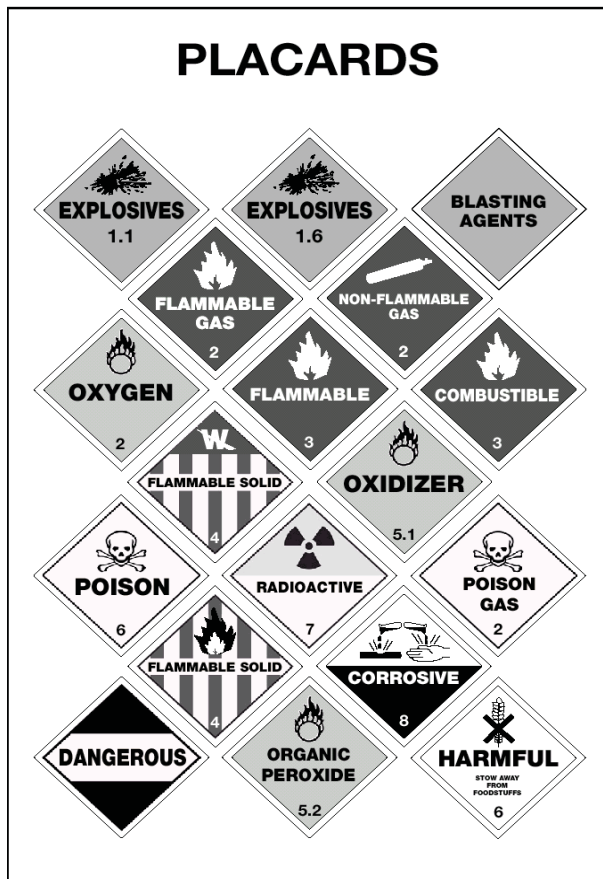 PLACARDS
EXPLOSIVES
1.1
EXPLOSIVES
1.6
BLASTING
AGENTS
FLAMMABLE
GAS
2
NON-FLAMMABLE
GAS
2
OXYGEN
2
FLAMMABLE
3
COMBUSTIBLE
3
W
FLAMMABLE SOLID
4
OXIDIZER
5.1
POISON
6
RADIOACTIVE
7
POISON
GAS
2
FLAMMABLE SOLID
4
CORROSIVE
8
DANGEROUS
ORGANIC
PEROXIDE
5.2
HARMFUL
STOW AWAY
FROM
FOODSTUFFS
6